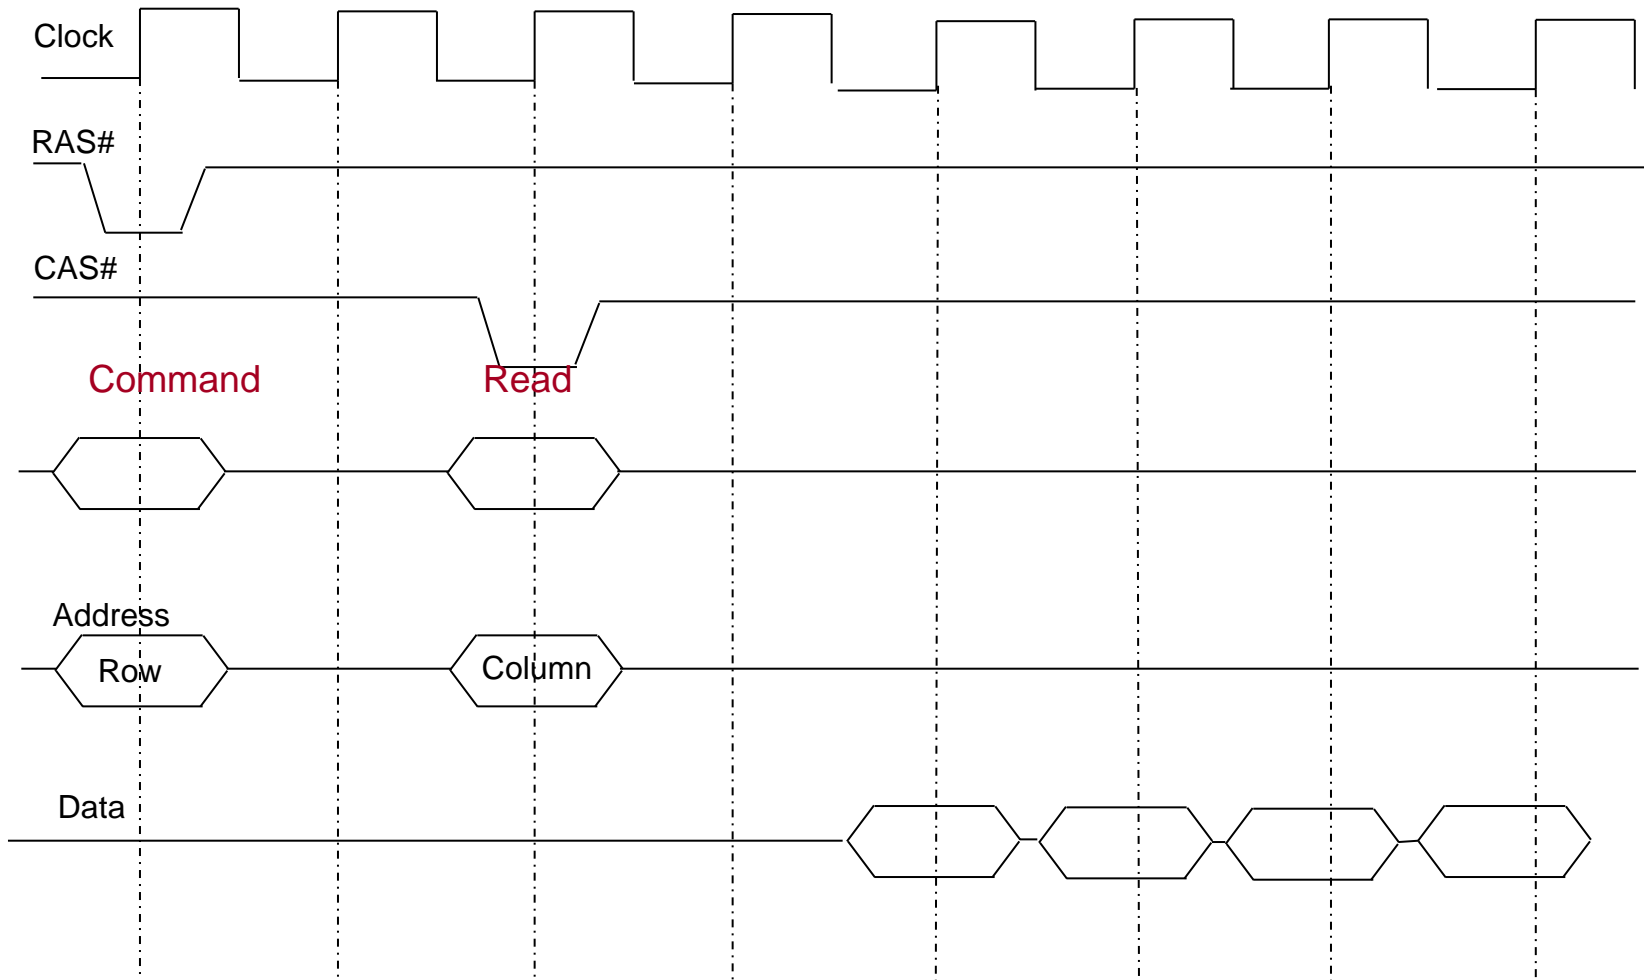 Clock
RAS#
CAS#
Command Read
Address
Row Column
Data